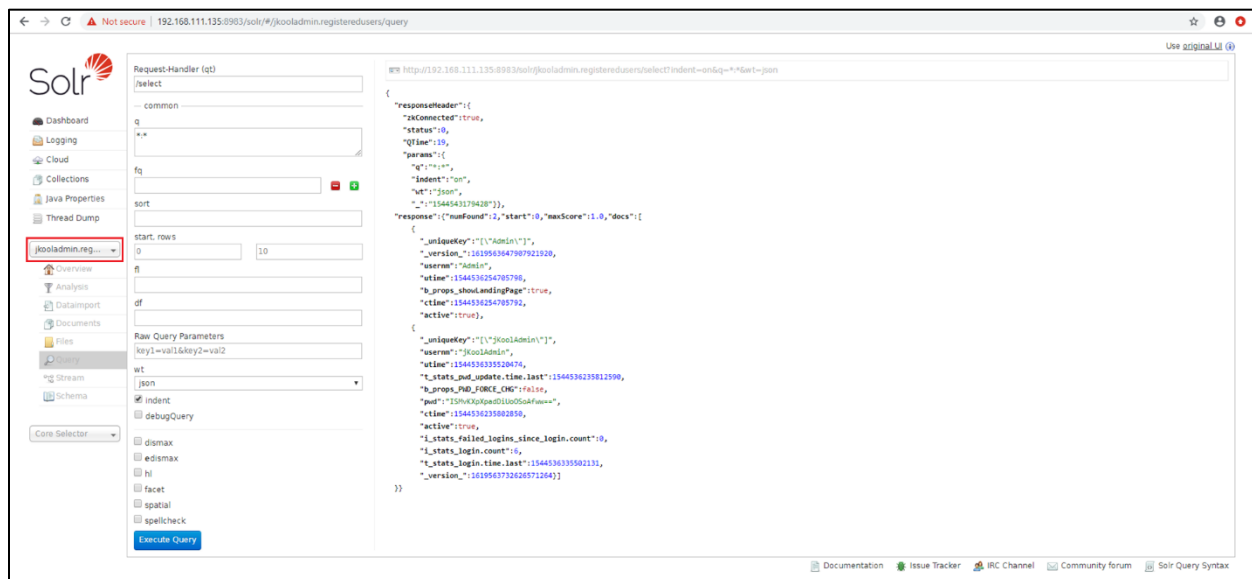 Not secure | 192.168.111.135:8983/solr/#/jkooladmin.registeredusers/query
Use original UI
Solr
Dashboard
Logging
Cloud
Collections
Java Properties
Thread Dump
jkooladmin.reg...
Overview
Analysis
Dataimport
Documents
Files
Query
Stream
Schema
Core Selector
Request-Handler (qt)
/select
common
q
*:*
fq
sort
start, rows
0 10
fl
df
Raw Query Parameters
key1=val1&key2=val2
wt
json
indent
debugQuery
dismax
edismax
hl
facet
spatial
spellcheck
Execute Query
http://192.168.111.135:8983/solr/jkooladmin.registeredusers/select?indent=on&q=*:*&wt=json
{
"responseHeader":{
"zkConnected":true,
"status":0,
"QTime":19,
"params":{
"q":"*:*",
"indent":"on",
"wt":"json",
"_":"1544543179428"}},
"response":{"numFound":2,"start":0,"maxScore":1.0,"docs":[
{
"_uniqueKey":"[\"Admin\"]",
"_version_":1619563647987921920,
"usernm":"Admin",
"utime":1544536254705798,
"b_props_showLandingPage":true,
"ctime":1544536254705792,
"active":true},
{
"_uniqueKey":"[\"jKoolAdmin\"]",
"usernm":"jKoolAdmin",
"utime":1544536335520474,
"t_stats_pwd_update.time.last":1544536235812590,
"b_props_PWD_FORCE_CHG":false,
"pwd":"ISMvKXpXpadDiUoOSoAfww==",
"ctime":1544536235802850,
"active":true,
"i_stats_failed_logins_since_login.count":0,
"i_stats_login.count":6,
"t_stats_login.time.last":1544536335502131,
"_version_":1619563732626571264}]
}}
Documentation Issue Tracker IRC Channel Community forum Solr Query Syntax